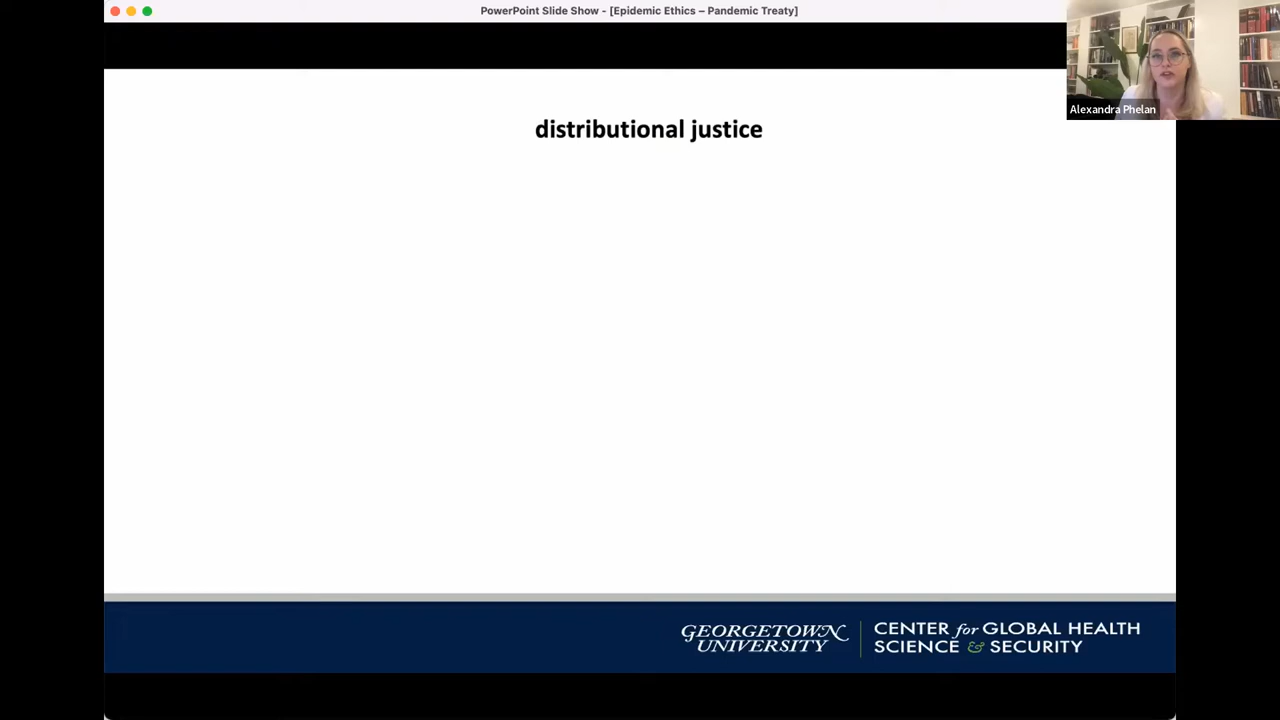 PowerPoint Slide Show - [Epidemic Ethics – Pandemic Treaty]
Alexandra Phelan
distributional justice
GEORGETOWN
UNIVERSITY
CENTER for GLOBAL HEALTH
SCIENCE & SECURITY